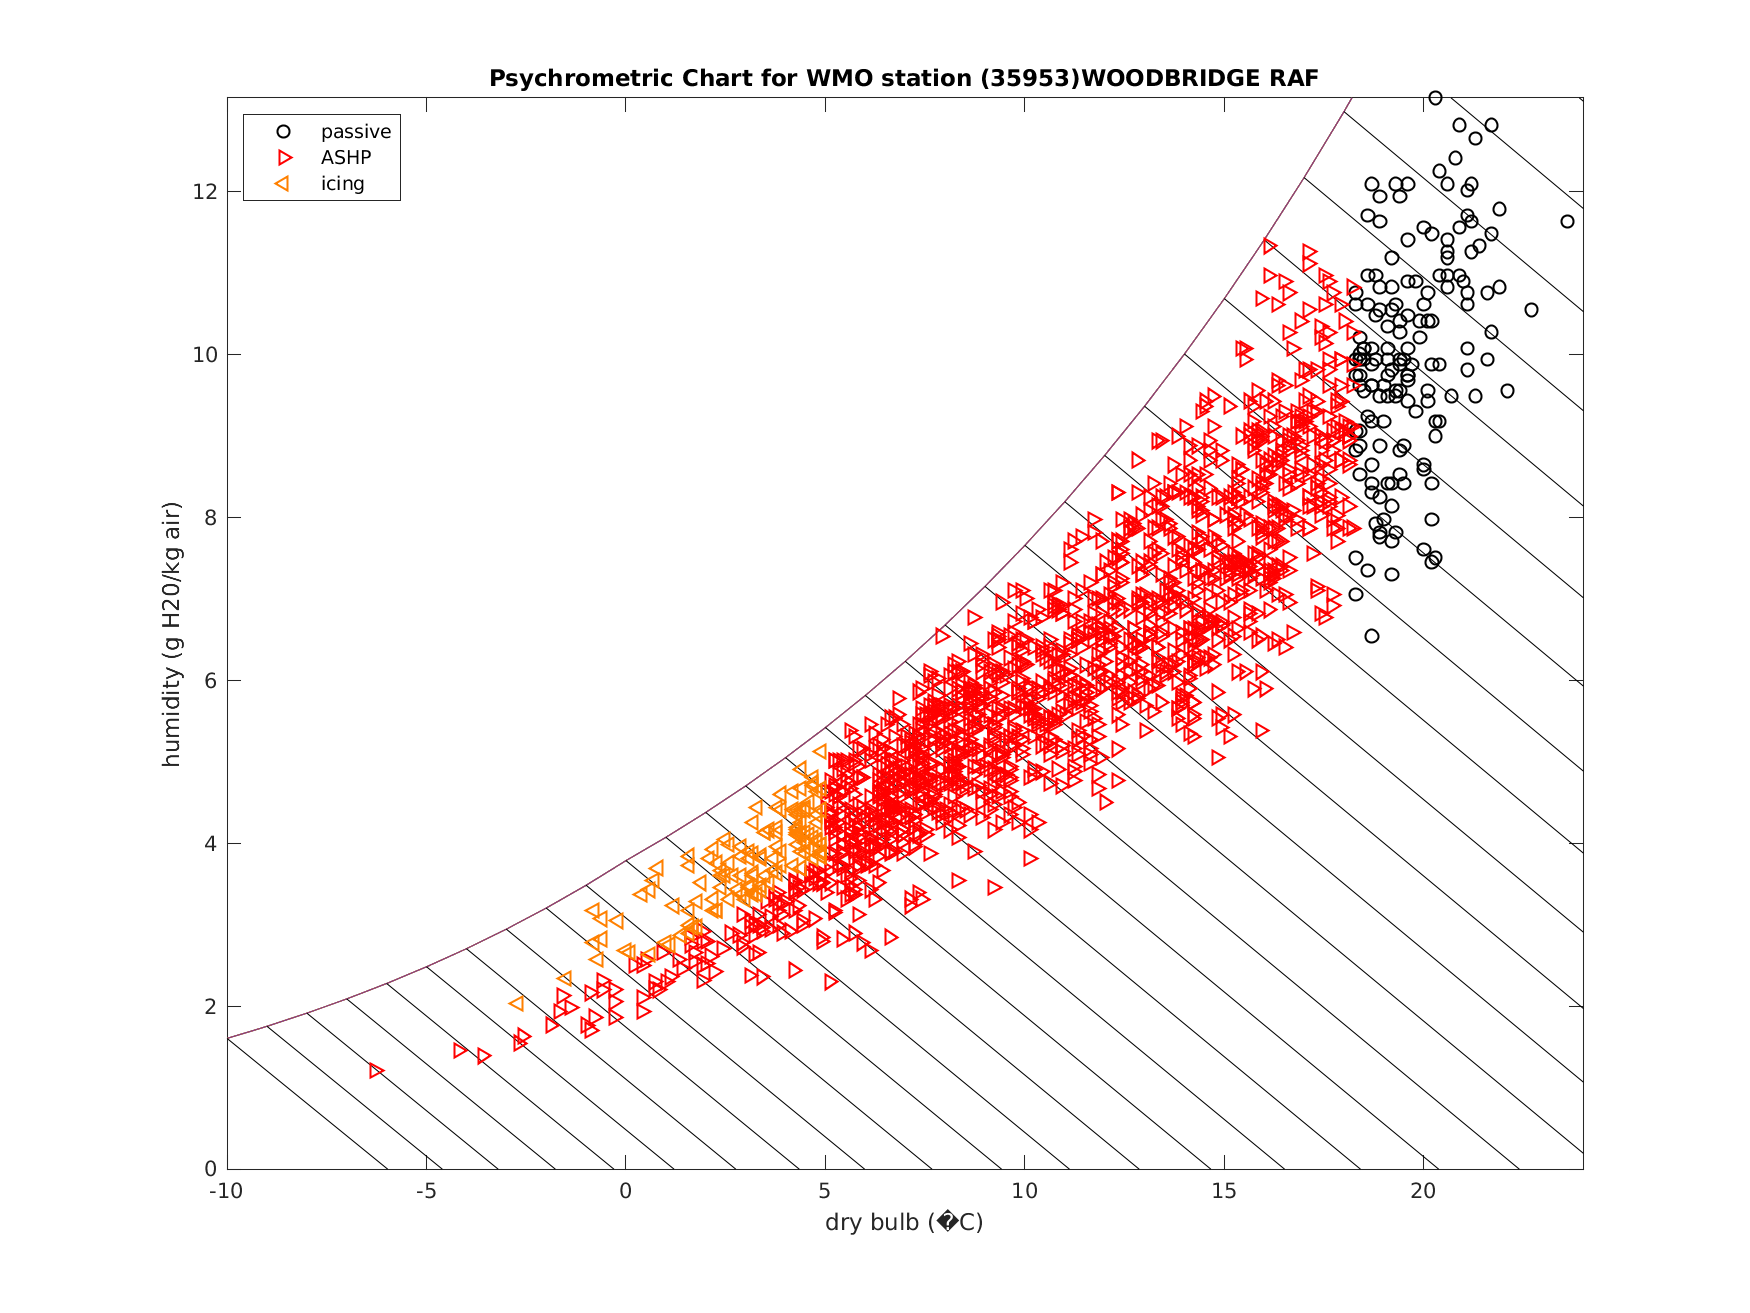 Psychrometric Chart for WMO station (35953)WOODBRIDGE RAF
passive
ASHP
icing
humidity (g H20/kg air)
12
10
8
6
4
2
0
-10 -5 0 5 10 15 20
dry bulb (�C)